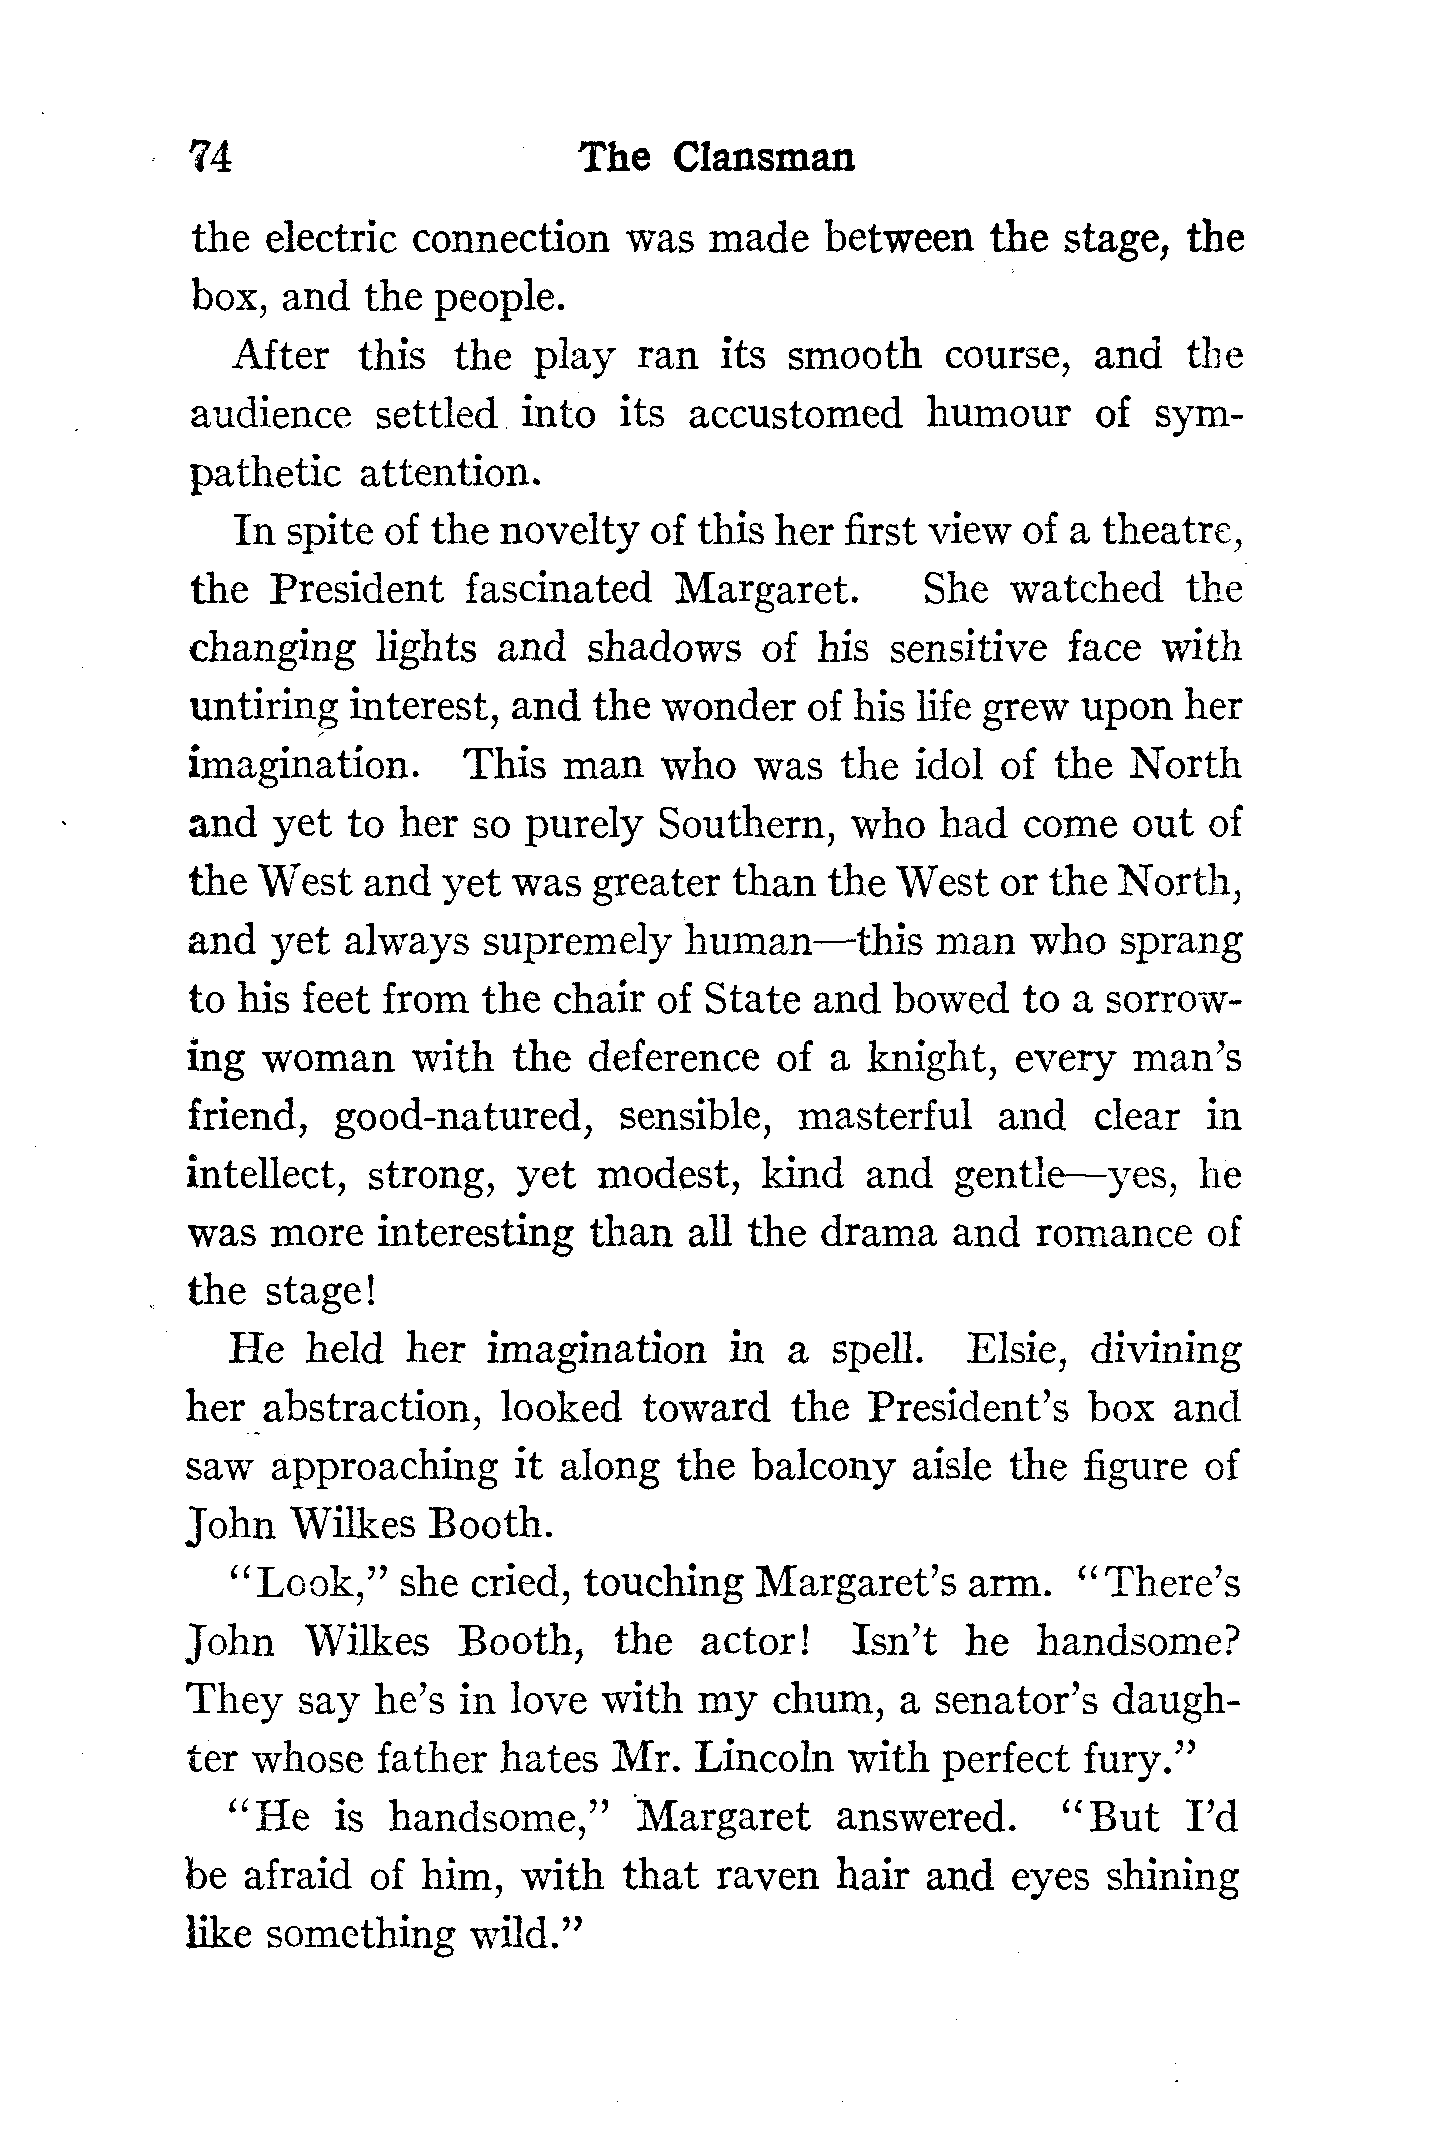 74 The Clansman
the electric connection was made between the stage, the
box, and the people.
After this the play ran its smooth course, and the
audience settled into its accustomed humour of sym-
pathetic attention.
In spite of the novelty of this her first view of a theatre,
the President fascinated Margaret. She watched the
changing lights and shadows of his sensitive face with
untiring interest, and the wonder of his life grew upon her
imagination. This man who was the idol of the North
and yet to her so purely Southern, who had come out of
the West and yet was greater than the West or the North,
and yet always supremely human—this man who sprang
to his feet from the chair of State and bowed to a sorrow-
ing woman with the deference of a knight, every man's
friend, good-natured, sensible, masterful and clear in
intellect, strong, yet modest, kind and gentle—yes, he
was more interesting than all the drama and romance of
the stage!
He held her imagination in a spell. Elsie, divining
her abstraction, looked toward the President's box and
saw approaching it along the balcony aisle the figure of
John Wilkes Booth.
"Look," she cried, touching Margaret's arm. "There's
John Wilkes Booth, the actor! Isn't he handsome?
They say he's in love with my chum, a senator's daugh-
ter whose father hates Mr. Lincoln with perfect fury."
"He is handsome," Margaret answered. "But I'd
be afraid of him, with that raven hair and eyes shining
like something wild."